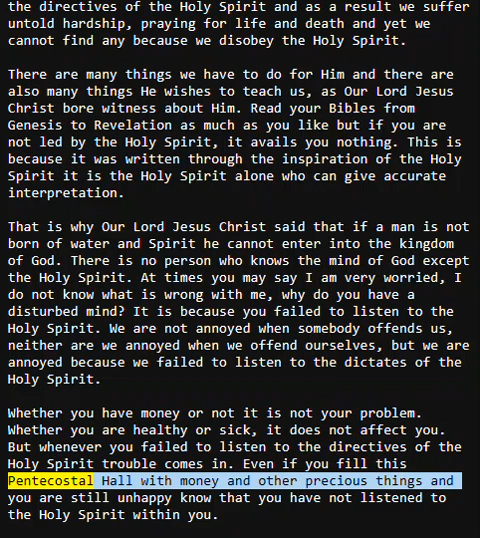 the directives of the Holy Spirit and as a result we suffer
untold hardship, praying for life and death and yet we
cannot find any because we disobey the Holy Spirit.
There are many things we have to do for Him and there are
also many things He wishes to teach us, as Our Lord Jesus
Christ bore witness about Him. Read your Bibles from
Genesis to Revelation as much as you like but if you are
not led by the Holy Spirit, it avails you nothing. This is
because it was written through the inspiration of the Holy
Spirit it is the Holy Spirit alone who can give accurate
interpretation.
That is why Our Lord Jesus Christ said that if a man is not
born of water and Spirit he cannot enter into the kingdom
of God. There is no person who knows the mind of God except
the Holy Spirit. At times you may say I am very worried, I
do not know what is wrong with me, why do you have a
disturbed mind? It is because you failed to listen to the
Holy Spirit. We are not annoyed when somebody offends us,
neither are we annoyed when we offend ourselves, but we are
annoyed because we failed to listen to the dictates of the
Holy Spirit.
Whether you have money or not it is not your problem.
Whether you are healthy or sick, it does not affect you.
But whenever you failed to listen to the directives of the
Holy Spirit trouble comes in. Even if you fill this
Pentecostal Hall with money and other precious things and
you are still unhappy know that you have not listened to
the Holy Spirit within you.